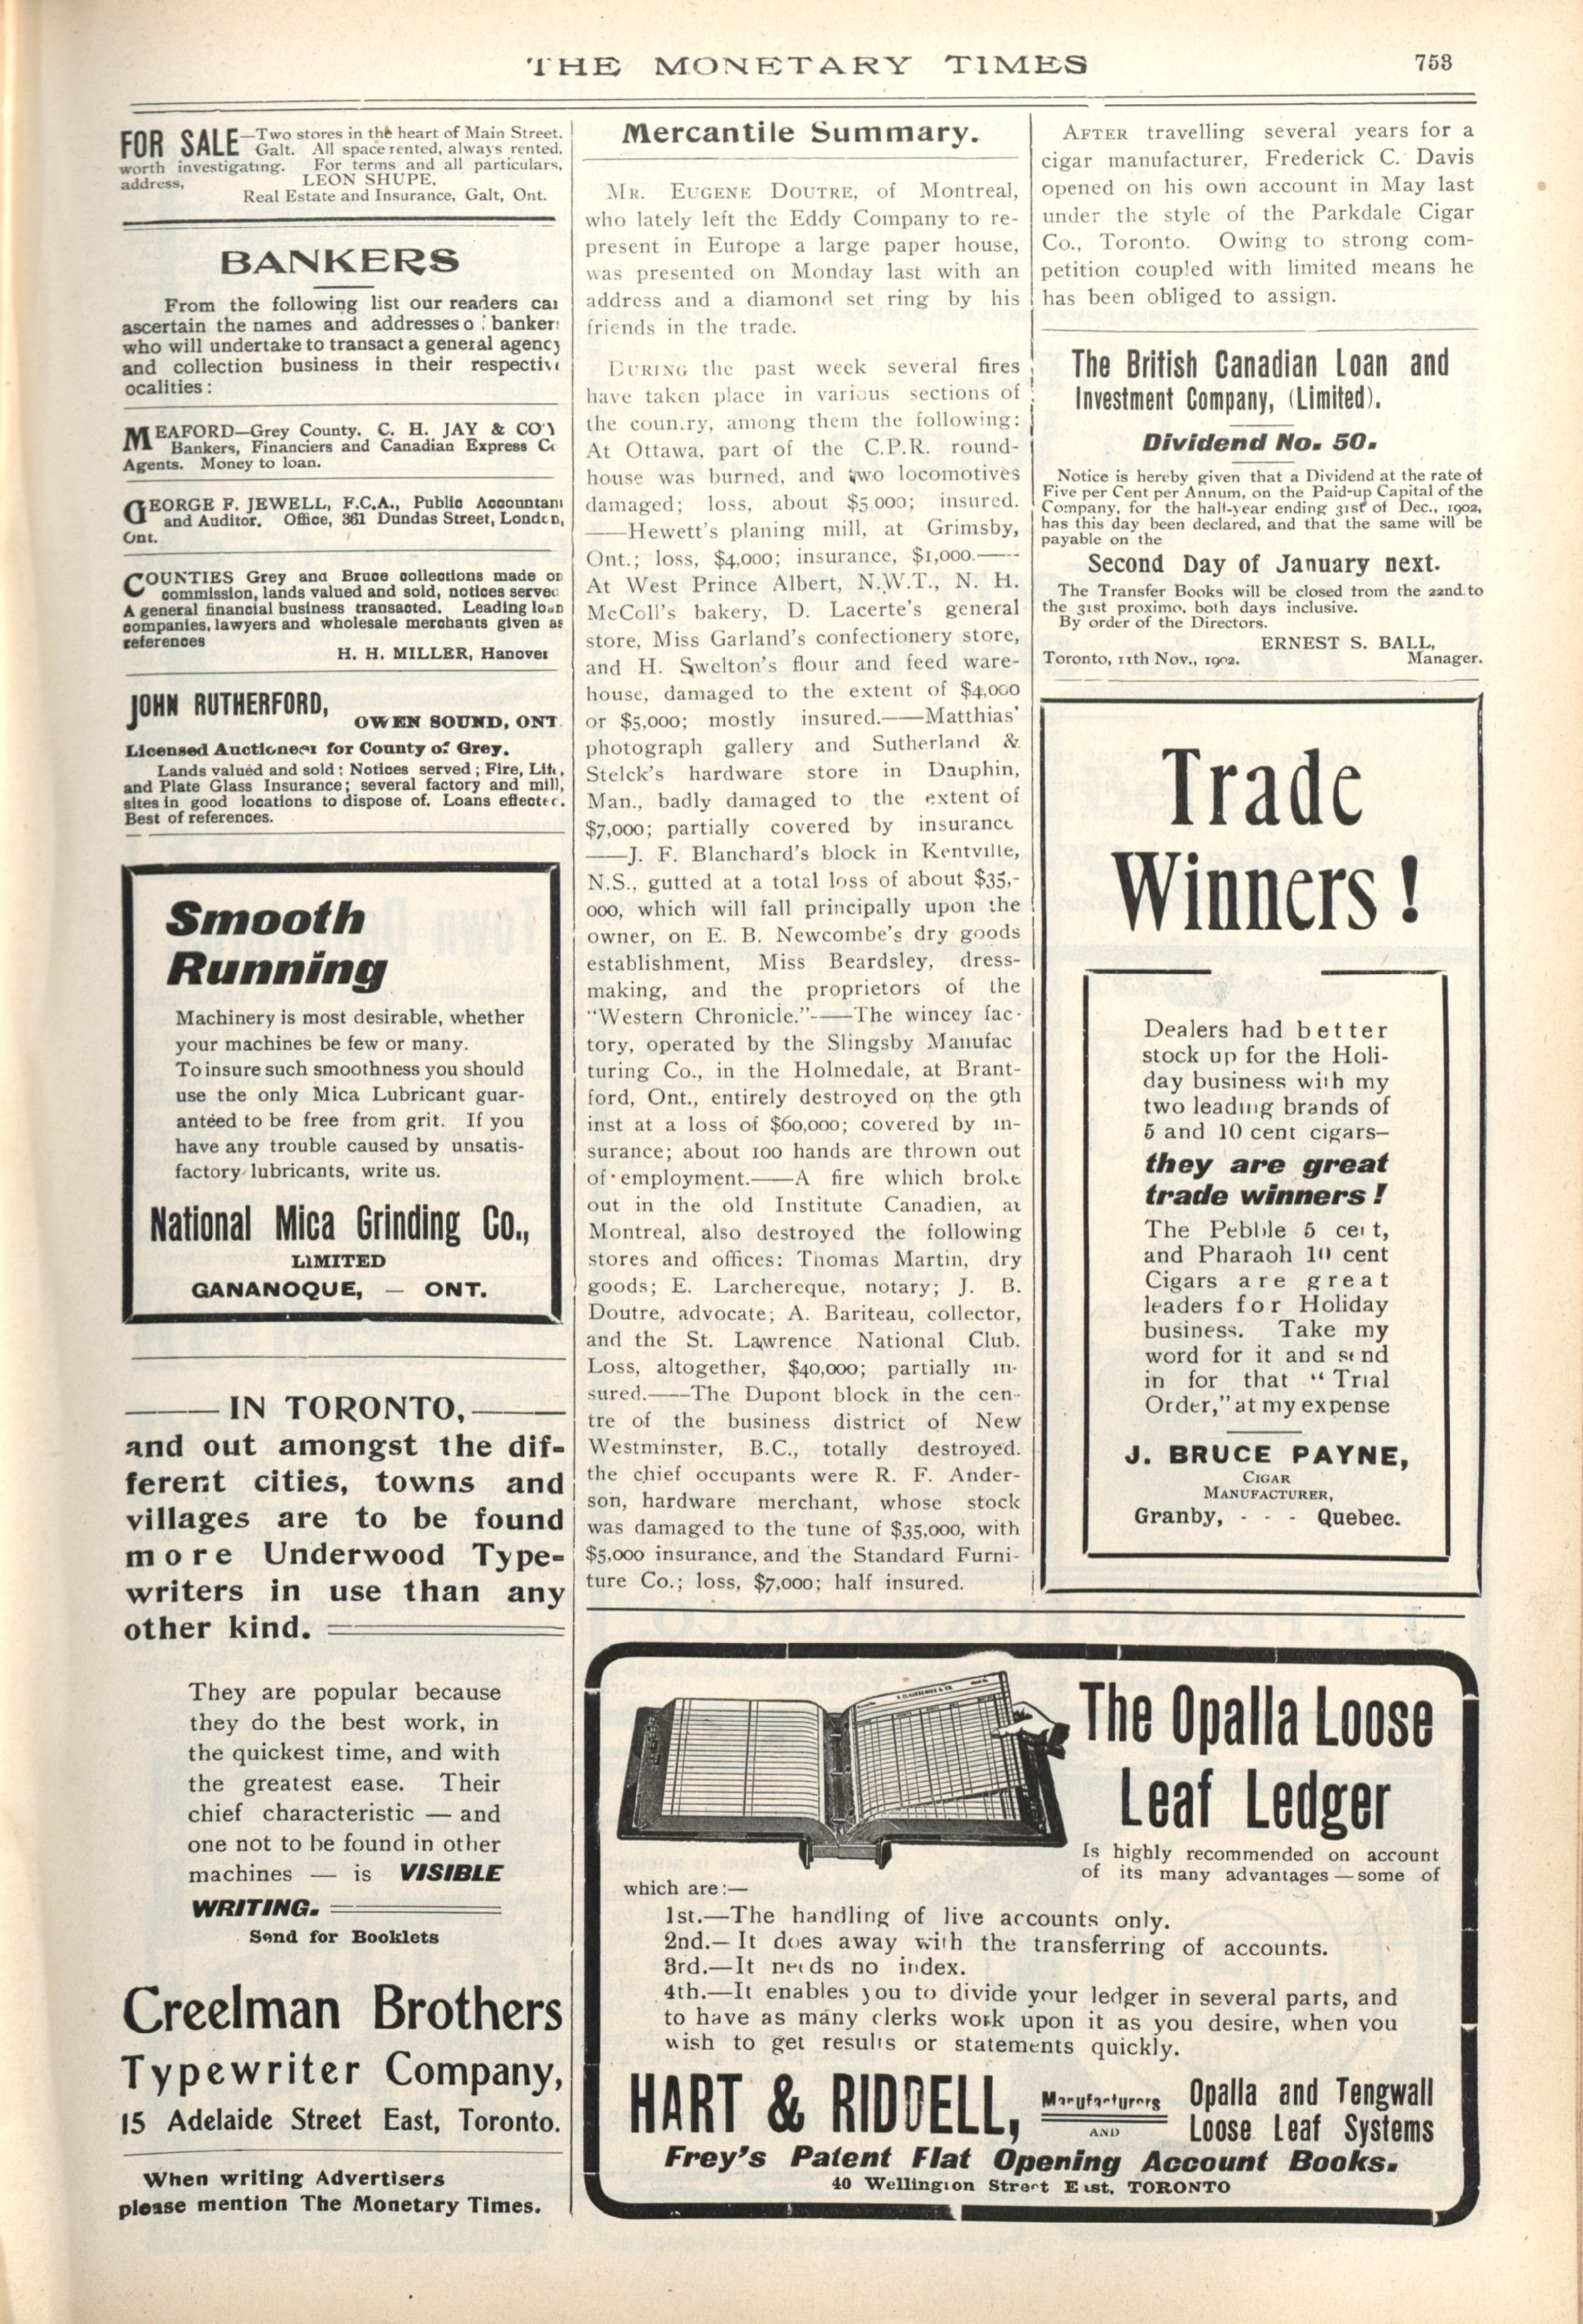 THE MONETARY TIMES
753
FOR SALE—Two stores in the heart of Main Street,
Galt. All space rented, always rented,
worth investigating. For terms and all particulars,
address, LEON SHUPE,
Real Estate and Insurance, Galt, Ont.
BANKERS
From the following list our readers cai
ascertain the names and addresses o banker
who will undertake to transact a general agency
and collection business in their respective
ocalities :
MEAFORD—Grey County. C. H. JAY & CO'Y
Bankers, Financiers and Canadian Express Co
Agents. Money to loan.
GEORGE F. JEWELL, F.C.A., Public Accountant
and Auditor. Office, 361 Dundas Street, London,
Ont.
COUNTIES Grey and Bruce collections made on
commission, lands valued and sold, notices served
A general financial business transacted. Leading loan
companies, lawyers and wholesale merchants given as
references
H. H. MILLER, Hanover
JOHN RUTHERFORD,
OWEN SOUND, ONT.
Licensed Auctioneer for County of Grey.
Lands valued and sold ; Notices served ; Fire, Life,
and Plate Glass Insurance ; several factory and mill,
sites in good locations to dispose of. Loans effected.
Best of references.
Smooth
Running
Machinery is most desirable, whether
your machines be few or many.
To insure such smoothness you should
use the only Mica Lubricant guar-
anteed to be free from grit. If you
have any trouble caused by unsatis-
factory lubricants, write us.
National Mica Grinding Co.,
LIMITED
GANANOQUE, — ONT.
IN TORONTO,
and out amongst the dif-
ferent cities, towns and
villages are to be found
more Underwood Type-
writers in use than any
other kind.
They are popular because
they do the best work, in
the quickest time, and with
the greatest ease. Their
chief characteristic — and
one not to be found in other
machines — is VISIBLE
WRITING.
Send for Booklets
Creelman Brothers
Typewriter Company,
15 Adelaide Street East, Toronto.
When writing Advertisers
please mention The Monetary Times.
Mercantile Summary.
MR. EUGENE DOUTRE, of Montreal,
who lately left the Eddy Company to re-
present in Europe a large paper house,
was presented on Monday last with an
address and a diamond set ring by his
friends in the trade.
DURING the past week several fires
have taken place in various sections of
the country, among them the following:
At Ottawa, part of the C.P.R. round-
house was burned, and two locomotives
damaged; loss, about $5 000; insured.
——Hewett's planing mill, at Grimsby,
Ont.; loss, $4,000; insurance, $1,000.——
At West Prince Albert, N.W.T., N. H.
McColl's bakery, D. Lacerte's general
store, Miss Garland's confectionery store,
and H. Swelton's flour and feed ware-
house, damaged to the extent of $4,000
or $5,000; mostly insured.——Matthias'
photograph gallery and Sutherland &
Stelck's hardware store in Dauphin,
Man., badly damaged to the extent of
$7,000; partially covered by insurance
——J. F. Blanchard's block in Kentville,
N.S., gutted at a total loss of about $35,-
000, which will fall principally upon the
owner, on E. B. Newcombe's dry goods
establishment, Miss Beardsley, dress-
making, and the proprietors of the
"Western Chronicle."——The wincey fac-
tory, operated by the Slingsby Manufac
turing Co., in the Holmedale, at Brant-
ford, Ont., entirely destroyed on the 9th
inst at a loss of $60,000; covered by in-
surance; about 100 hands are thrown out
of employment.——A fire which broke
out in the old Institute Canadien, at
Montreal, also destroyed the following
stores and offices: Thomas Martin, dry
goods; E. Larchereque, notary; J. B.
Doutre, advocate; A. Bariteau, collector,
and the St. Lawrence National Club.
Loss, altogether, $40,000; partially in-
sured.——The Dupont block in the cen-
tre of the business district of New
Westminster, B.C., totally destroyed.
the chief occupants were R. F. Ander-
son, hardware merchant, whose stock
was damaged to the tune of $35,000, with
$5,000 insurance, and the Standard Furni-
ture Co.; loss, $7,000; half insured.
AFTER travelling several years for a
cigar manufacturer, Frederick C. Davis
opened on his own account in May last
under the style of the Parkdale Cigar
Co., Toronto. Owing to strong com-
petition coupled with limited means he
has been obliged to assign.
The British Canadian Loan and
Investment Company, (Limited).
Dividend No. 50.
Notice is hereby given that a Dividend at the rate of
Five per Cent per Annum, on the Paid-up Capital of the
Company, for the half-year ending 31st of Dec., 1902,
has this day been declared, and that the same will be
payable on the
Second Day of January next.
The Transfer Books will be closed from the 22nd to
the 31st proximo, both days inclusive.
By order of the Directors.
ERNEST S. BALL,
Toronto, 11th Nov., 1902. Manager.
Trade
Winners!
Dealers had better
stock up for the Holi-
day business with my
two leading brands of
5 and 10 cent cigars—
they are great
trade winners!
The Pebble 5 cent,
and Pharaoh 10 cent
Cigars are great
leaders for Holiday
business. Take my
word for it and send
in for that "Trial
Order," at my expense
J. BRUCE PAYNE,
CIGAR
MANUFACTURER,
Granby, - - - Quebec.
The Opalla Loose
Leaf Ledger
Is highly recommended on account
of its many advantages—some of
which are:—
1st.—The handling of live accounts only.
2nd.—It does away with the transferring of accounts.
3rd.—It needs no index.
4th.—It enables you to divide your ledger in several parts, and
to have as many clerks work upon it as you desire, when you
wish to get results or statements quickly.
HART & RIDDELL,
Manufacturers
AND
Opalla and Tengwall
Loose Leaf Systems
Frey's Patent Flat Opening Account Books.
40 Wellington Street East, TORONTO